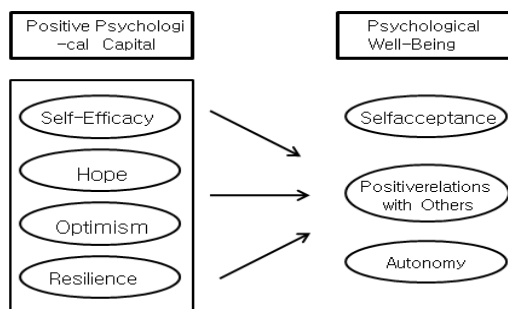 Positive Psychologi
-cal Capital
Psychological
Well-Being
Self-Efficacy
Hope
Optimism
Resilience
Selfacceptance
Positiverelations
with Others
Autonomy